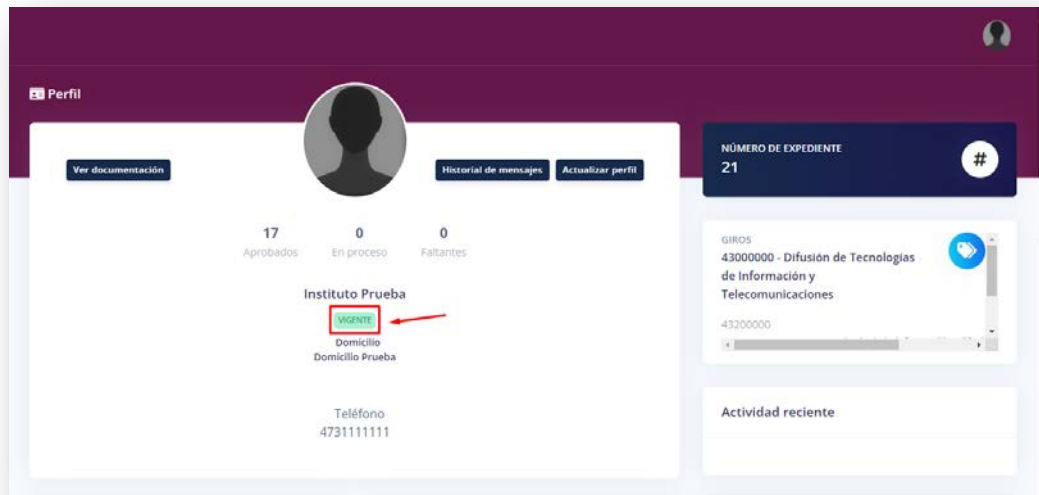 Perfil
Ver documentación
Historial de mensajes
Actualizar perfil
17
0
0
Aprobados
En proceso
Faltantes
Instituto Prueba
VIGENTE
Domicilio
Domicilio Prueba
Teléfono
4731111111
NÚMERO DE EXPEDIENTE
21
#
GIROS
43000000 - Difusión de Tecnologías
de Información y
Telecomunicaciones
43200000
Actividad reciente